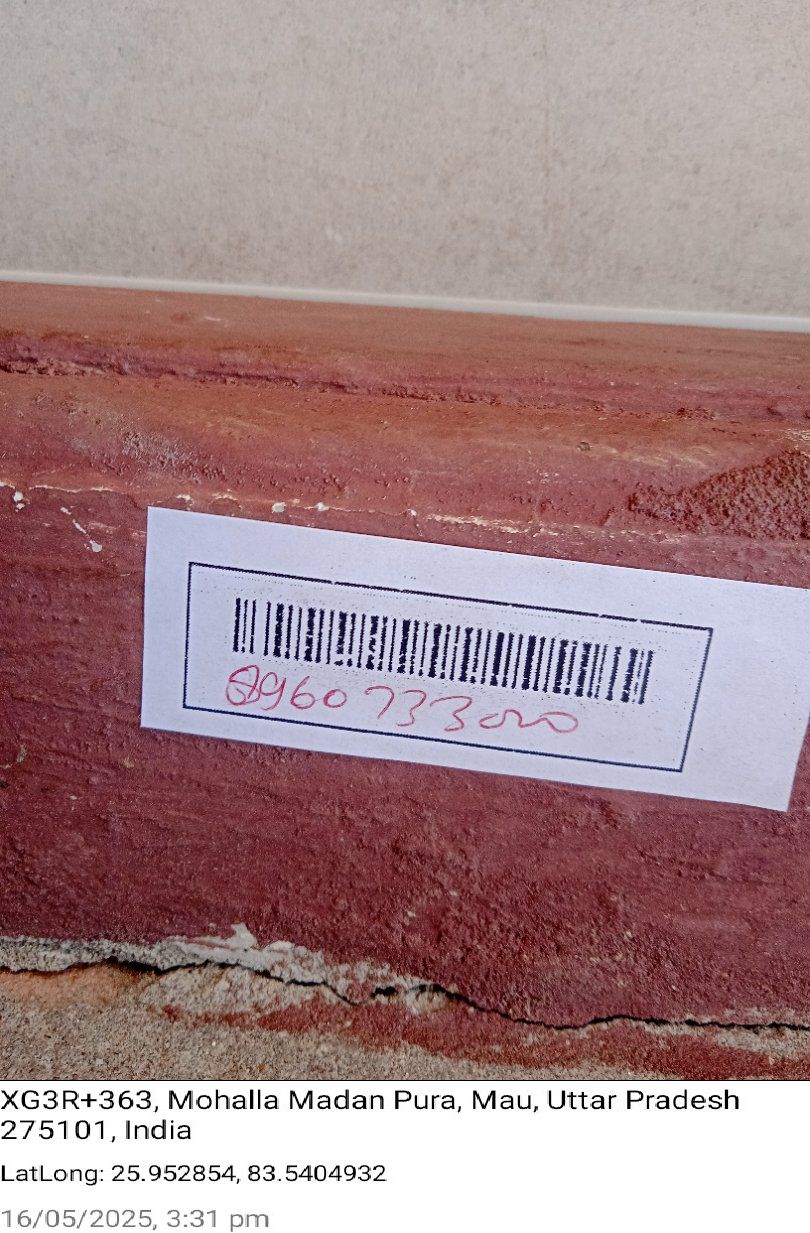 8960733000
XG3R+363, Mohalla Madan Pura, Mau, Uttar Pradesh
275101, India
LatLong: 25.952854, 83.5404932
16/05/2025, 3:31 pm